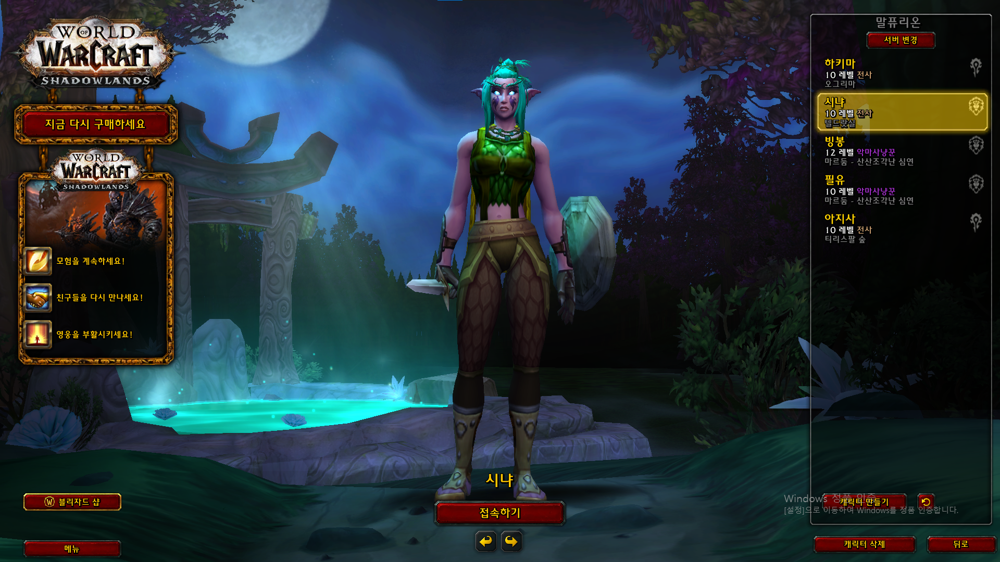 WORLD
OF
WARCRAFT
SHADOWLANDS
지금 다시 구매하세요
WORLD
OF
WARCRAFT
SHADOWLANDS
모험을 계속하세요!
친구들을 다시 만나세요!
영웅을 부활시키세요!
블리자드 샵
메뉴
시냐
접속하기
말퓨리온
서버 변경
하키마
10 레벨 전사
오그리마
시냐
10 레벨 전사
텔드랏실
빙봉
12 레벨 악마사냥꾼
마르둠 - 산산조각난 심연
필유
10 레벨 악마사냥꾼
마르둠 - 산산조각난 심연
아지사
10 레벨 전사
티리스팔 숲
캐릭터 만들기
Windows 정품 인증
[설정]으로 이동하여 Windows를 정품 인증합니다.
캐릭터 삭제
뒤로